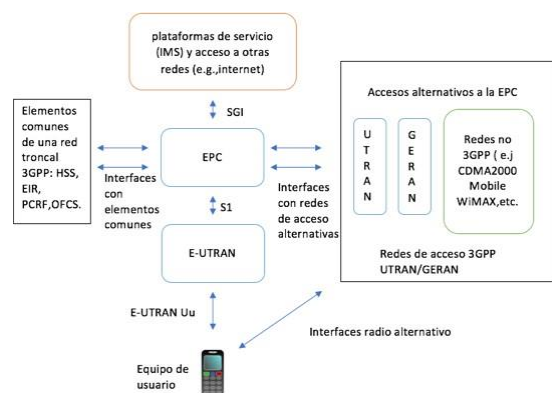 plataformas de servicio
(IMS) y acceso a otras
redes (e.g.,internet)
SGI
Elementos
comunes
de una red
troncal
3GPP: HSS,
EIR,
PCRF,OFCS.
Interfaces
con
elementos
comunes
EPC
S1
E-UTRAN
Interfaces
con redes
de acceso
alternativas
Accesos alternativos a la EPC
U
T
R
A
N
G
E
R
A
N
Redes no
3GPP ( e.j
CDMA2000
Mobile
WiMAX,etc.
Redes de acceso 3GPP
UTRAN/GERAN
E-UTRAN Uu
Interfaces radio alternativo
Equipo de
usuario